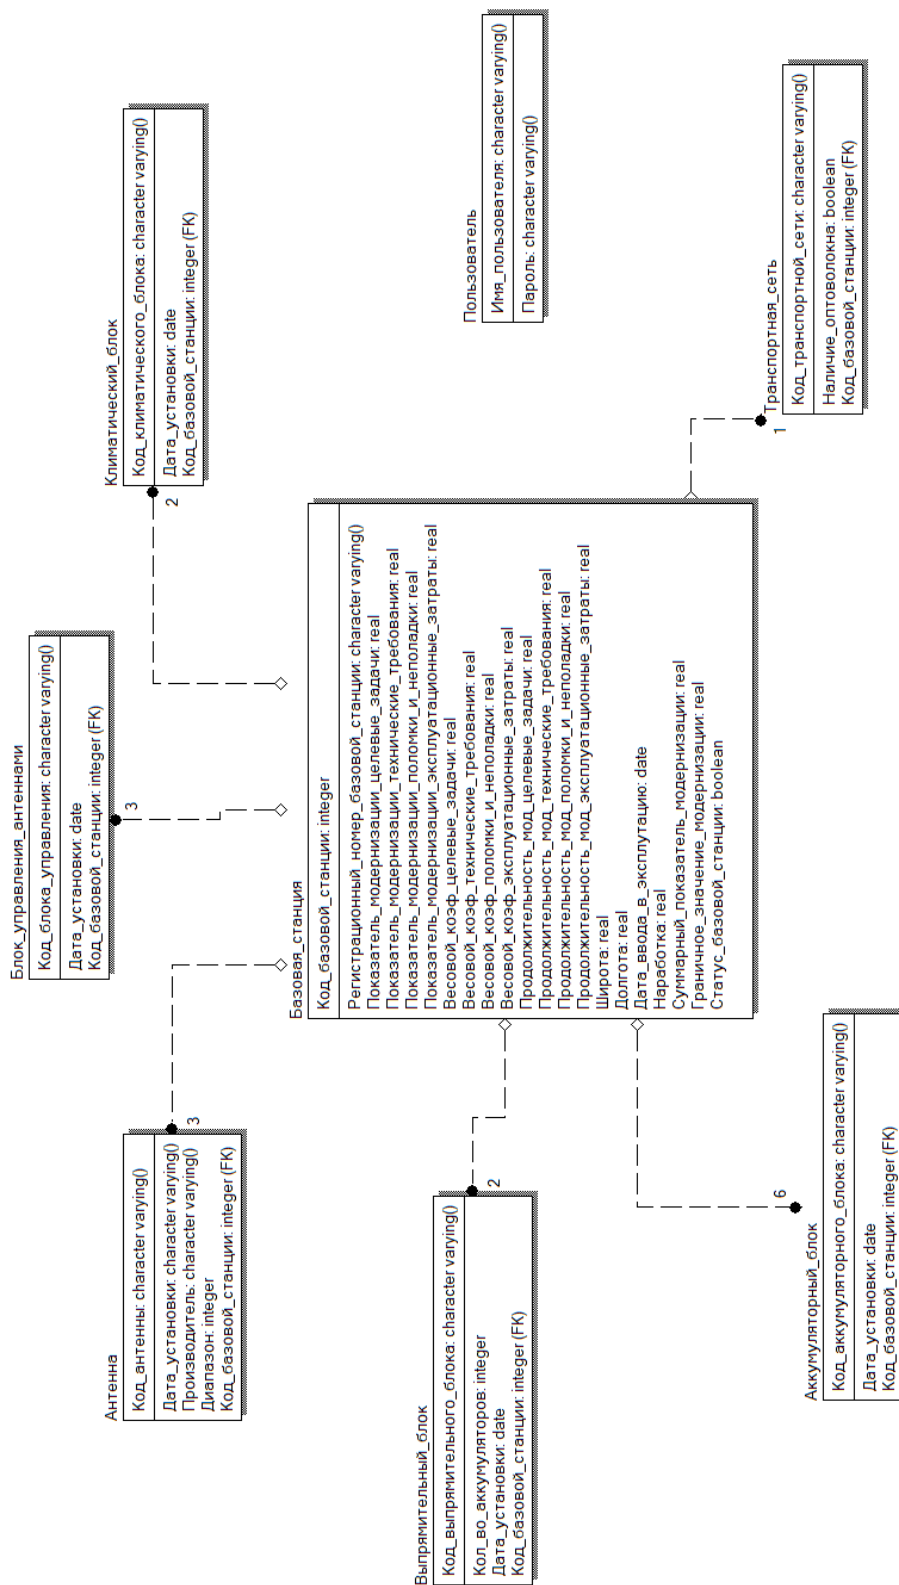 Антенна
Код_антенны: character varying()
Дата_установки: character varying()
Производитель: character varying()
Диапазон: integer
Код_базовой_станции: integer (FK)
3
Блок_управления_антеннами
Код_блока_управления: character varying()
Дата_установки: date
Код_базовой_станции: integer (FK)
3
Климатический_блок
Код_климатического_блока: character varying()
Дата_установки: date
Код_базовой_станции: integer (FK)
2
Базовая_станция
Код_базовой_станции: integer
Регистрационный_номер_базовой_станции: character varying()
Показатель_модернизации_целевые_задачи: real
Показатель_модернизации_технические_требования: real
Показатель_модернизации_поломки_и_неполадки: real
Показатель_модернизации_эксплуатационные_затраты: real
Весовой_коэф_целевые_задачи: real
Весовой_коэф_технические_требования: real
Весовой_коэф_поломки_и_неполадки: real
Весовой_коэф_эксплуатационные_затраты: real
Продолжительность_мод_целевые_задачи: real
Продолжительность_мод_технические_требования: real
Продолжительность_мод_поломки_и_неполадки: real
Продолжительность_мод_эксплуатационные_затраты: real
Широта: real
Долгота: real
Дата_ввода_в_эксплутацию: date
Наработка: real
Суммарный_показатель_модернизации: real
Граничное_значение_модернизации: real
Статус_базовой_станции: boolean
Пользователь
Имя_пользователя: character varying()
Пароль: character varying()
Выпрямительный_блок
Код_выпрямительного_блока: character varying()
Кол_во_аккумуляторов: integer
Дата_установки: date
Код_базовой_станции: integer (FK)
2
Аккумуляторный_блок
Код_аккумуляторного_блока: character varying()
Дата_установки: date
Код_базовой_станции: integer (FK)
6
Транспортная_сеть
Код_транспортной_сети: character varying()
Наличие_оптоволокна: boolean
Код_базовой_станции: integer (FK)
1